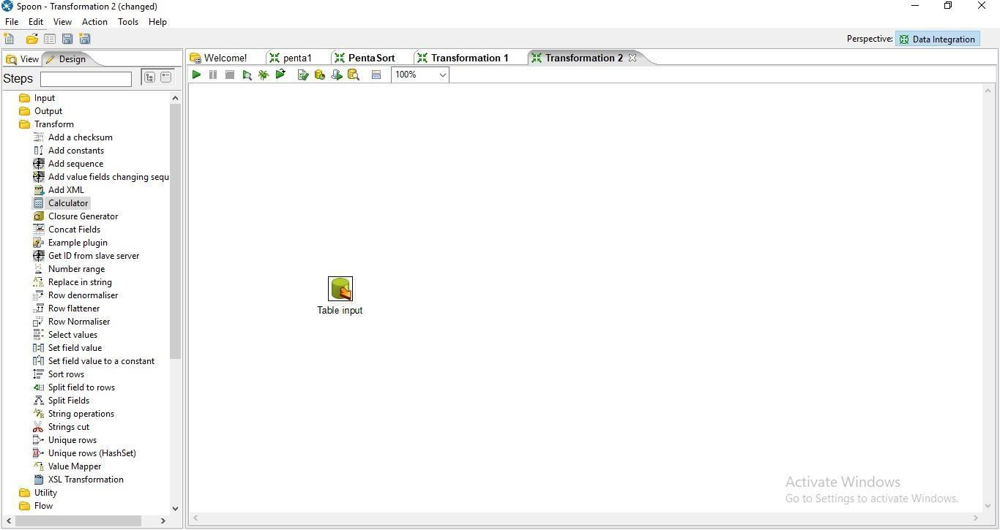 Spoon - Transformation 2 (changed)
File Edit View Action Tools Help
Perspective: Data Integration
View Design
Welcome! penta1 PentaSort Transformation 1 Transformation 2
Steps
100%
Input
Output
Transform
Add a checksum
Add constants
Add sequence
Add value fields changing sequ
Add XML
Calculator
Closure Generator
Concat Fields
Example plugin
Get ID from slave server
Number range
Replace in string
Row denormaliser
Row flattener
Row Normaliser
Select values
Set field value
Set field value to a constant
Sort rows
Split field to rows
Split Fields
String operations
Strings cut
Unique rows
Unique rows (HashSet)
Value Mapper
XSL Transformation
Utility
Flow
Table input
Activate Windows
Go to Settings to activate Windows.